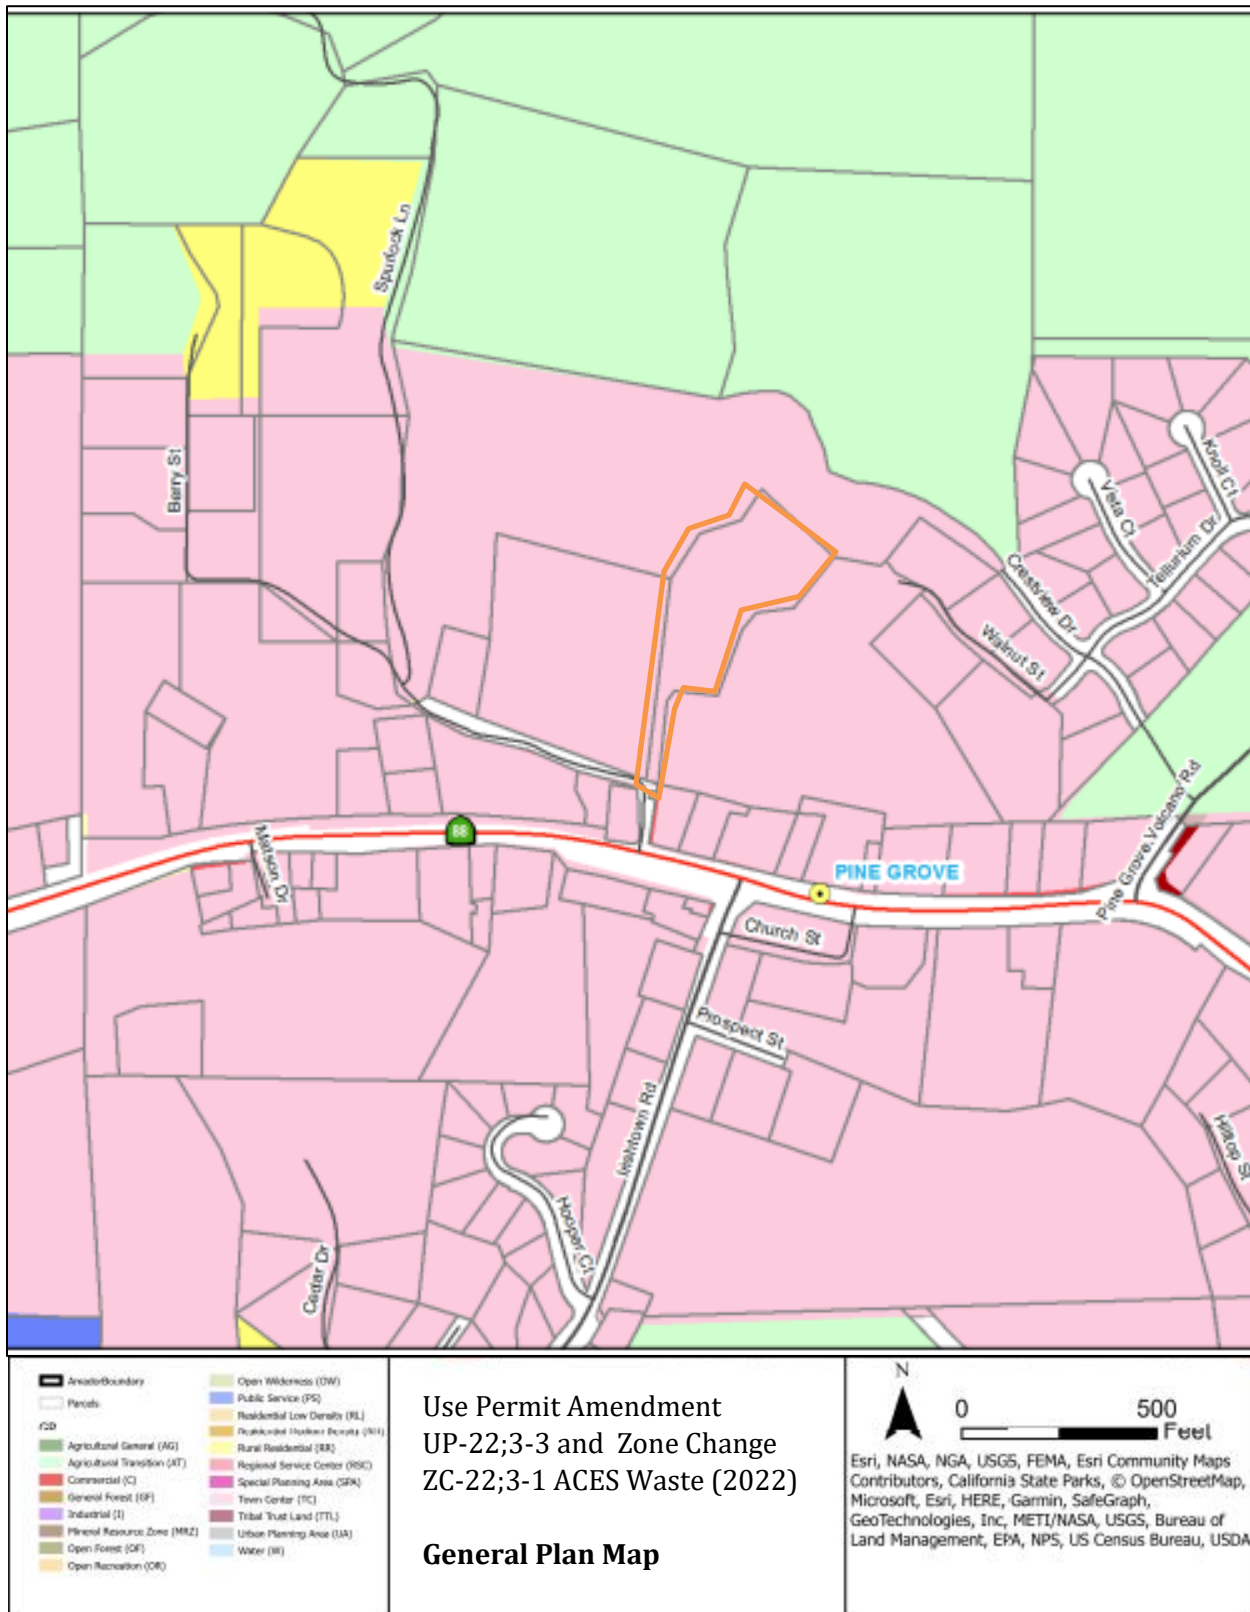 Spurlock Ln
Berry St
Knoll Ct
Vista Ct
Tellurium Dr
Crestview Dr
Walnut St
Pine Grove Volcano Rd
88
Matson Dr
PINE GROVE
Church St
Prospect St
Irishtown Rd
Hilltop St
Hooper Ct
Cedar Dr
AmadorBoundary
Parcels
Agricultural General (AG)
Agricultural Transition (AT)
Commercial (C)
General Forest (GF)
Industrial (I)
Mineral Resource Zone (MRZ)
Open Forest (OF)
Open Recreation (OR)
Open Wilderness (OW)
Public Service (PS)
Residential Low Density (RL)
Residential Medium Density
Rural Residential (RR)
Regional Service Center (RSC)
Special Planning Area (SPA)
Town Center (TC)
Tribal Trust Land (TTL)
Urban Planning Area (UA)
Water (W)
Use Permit Amendment
UP-22;3-3 and Zone Change
ZC-22;3-1 ACES Waste (2022)
General Plan Map
N
0 500
Feet
Esri, NASA, NGA, USGS, FEMA, Esri Community Maps
Contributors, California State Parks, © OpenStreetMap,
Microsoft, Esri, HERE, Garmin, SafeGraph,
GeoTechnologies, Inc, METI/NASA, USGS, Bureau of
Land Management, EPA, NPS, US Census Bureau, USDA